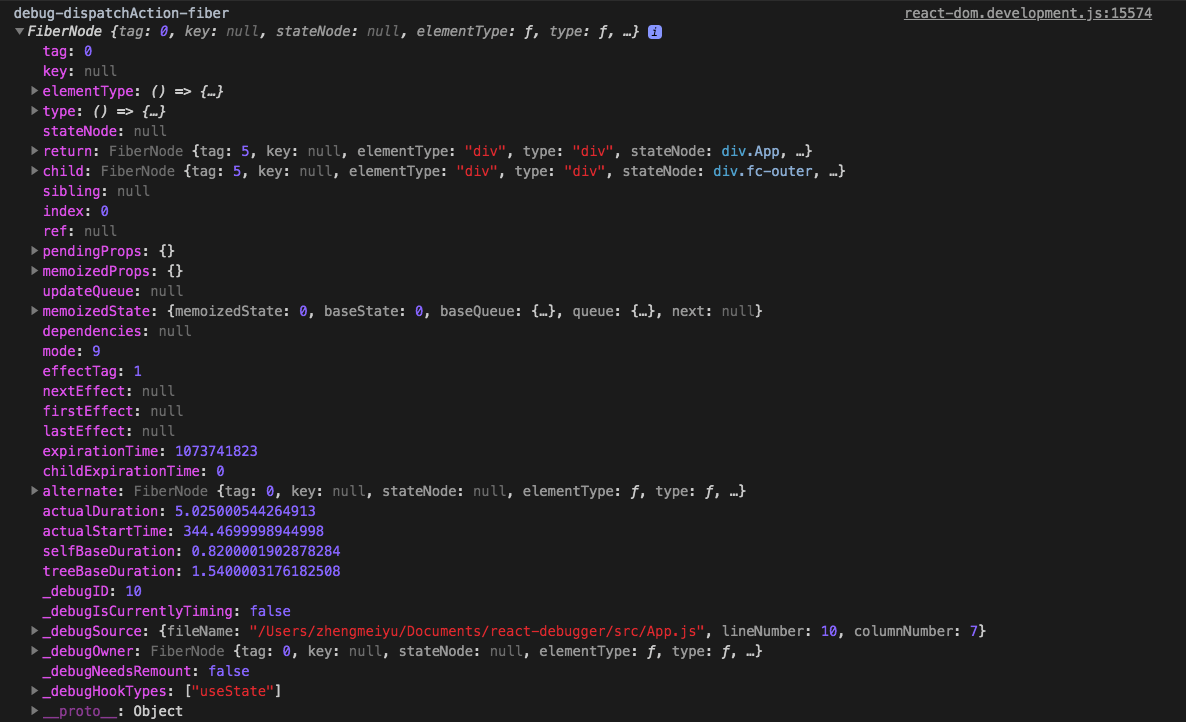 debug-dispatchAction-fiber react-dom.development.js:15574
▼FiberNode {tag: 0, key: null, stateNode: null, elementType: ƒ, type: ƒ, …} i
tag: 0
key: null
▶elementType: () => {…}
▶type: () => {…}
stateNode: null
▶return: FiberNode {tag: 5, key: null, elementType: "div", type: "div", stateNode: div.App, …}
▶child: FiberNode {tag: 5, key: null, elementType: "div", type: "div", stateNode: div.fc-outer, …}
sibling: null
index: 0
ref: null
▶pendingProps: {}
▶memoizedProps: {}
updateQueue: null
▶memoizedState: {memoizedState: 0, baseState: 0, baseQueue: {…}, queue: {…}, next: null}
dependencies: null
mode: 9
effectTag: 1
nextEffect: null
firstEffect: null
lastEffect: null
expirationTime: 1073741823
childExpirationTime: 0
▶alternate: FiberNode {tag: 0, key: null, stateNode: null, elementType: ƒ, type: ƒ, …}
actualDuration: 5.025000544264913
actualStartTime: 344.4699998944998
selfBaseDuration: 0.8200001902878284
treeBaseDuration: 1.5400003176182508
_debugID: 10
_debugIsCurrentlyTiming: false
▶_debugSource: {fileName: "/Users/zhengmeiyu/Documents/react-debugger/src/App.js", lineNumber: 10, columnNumber: 7}
▶_debugOwner: FiberNode {tag: 0, key: null, stateNode: null, elementType: ƒ, type: ƒ, …}
_debugNeedsRemount: false
▶_debugHookTypes: ["useState"]
▶__proto__: Object